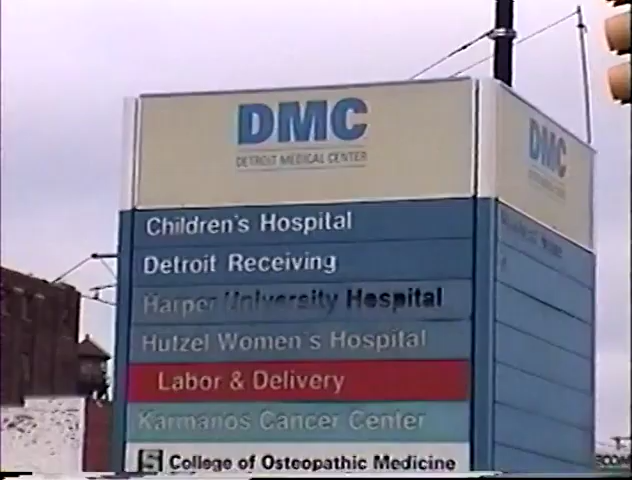 DMC
DETROIT MEDICAL CENTER
Children's Hospital
Detroit Receiving
Harper University Hospital
Hutzel Women's Hospital
Labor & Delivery
Karmanos Cancer Center
S College of Osteopathic Medicine
DMC